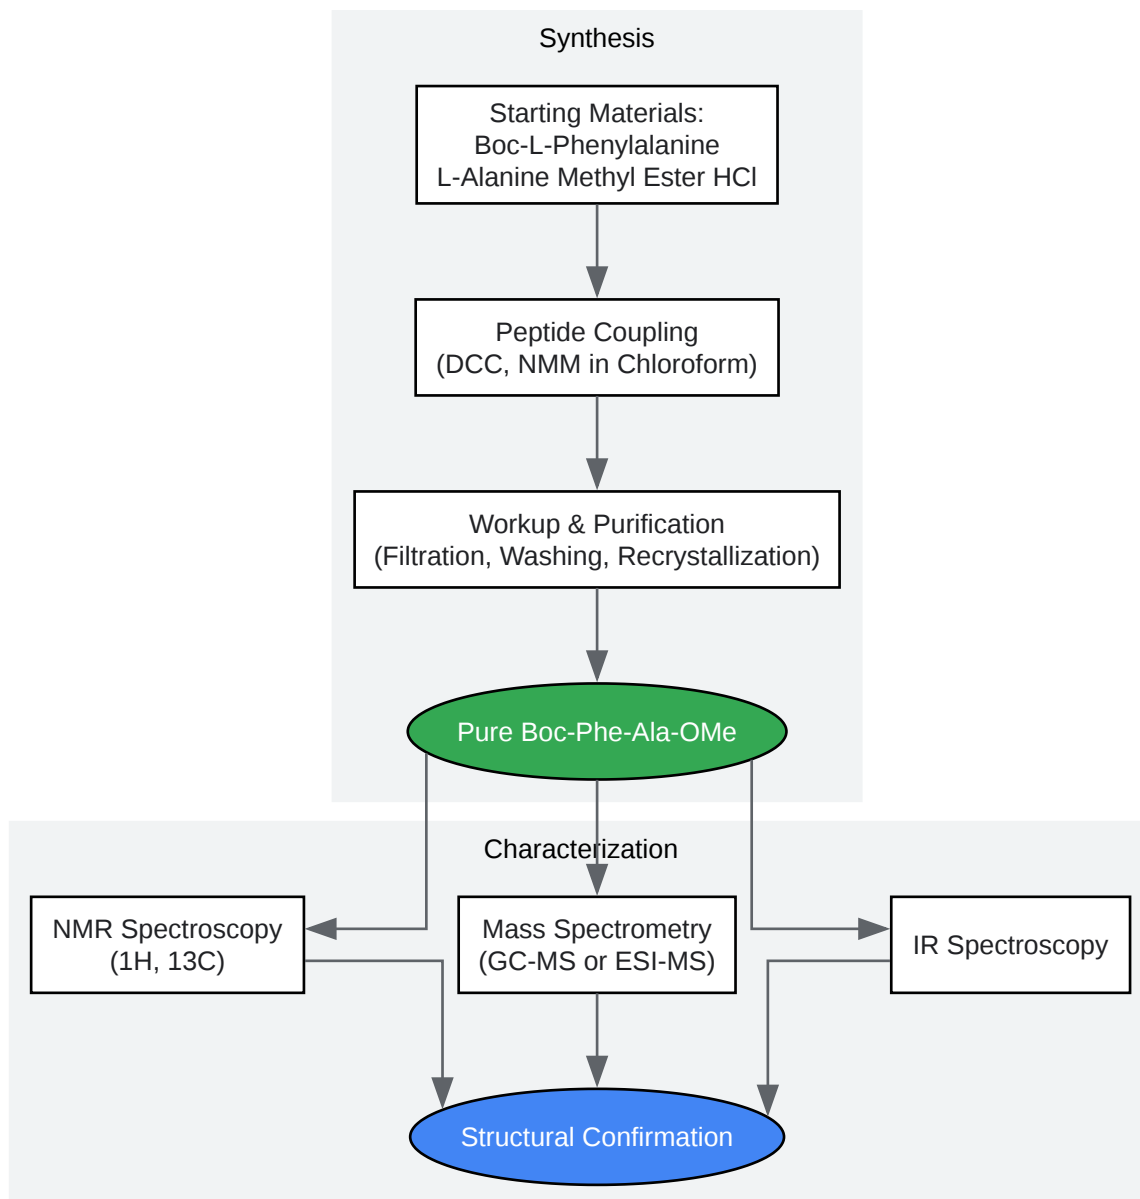 Synthesis
Starting Materials:
Boc-L-Phenylalanine
L-Alanine Methyl Ester HCl
Peptide Coupling
(DCC, NMM in Chloroform)
Workup & Purification
(Filtration, Washing, Recrystallization)
Pure Boc-Phe-Ala-OMe
Characterization
NMR Spectroscopy
(1H, 13C)
Mass Spectrometry
(GC-MS or ESI-MS)
IR Spectroscopy
Structural Confirmation